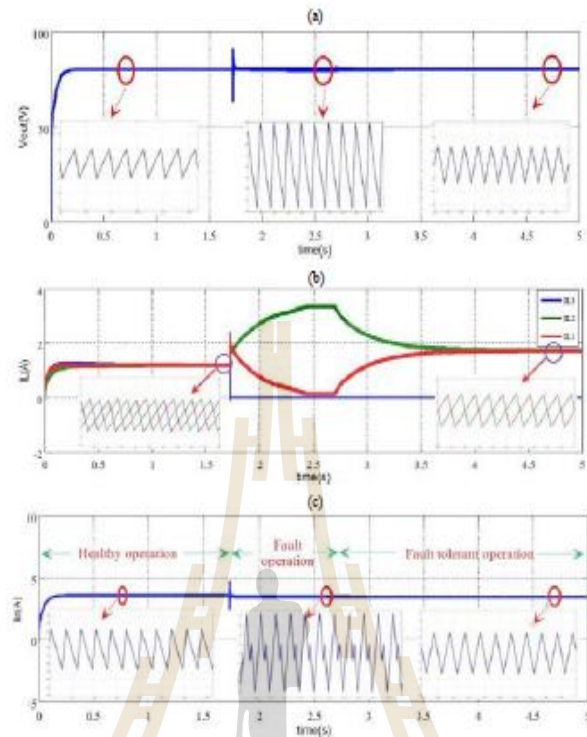 (a)
100
Vout(V)
50
0
0 0.5 1 1.5 2 2.5 3 3.5 4 4.5 5
time(s)
(b)
4
IL(A)
2
0
-2
0 0.5 1 1.5 2 2.5 3 3.5 4 4.5 5
time(s)
(c)
10
Iin(A)
5
0
5
Healthy operation
Fault
operation
Fault tolerant operation
0 0.5 1 1.5 2 2.5 3 3.5 4 4.5 5
time(s)